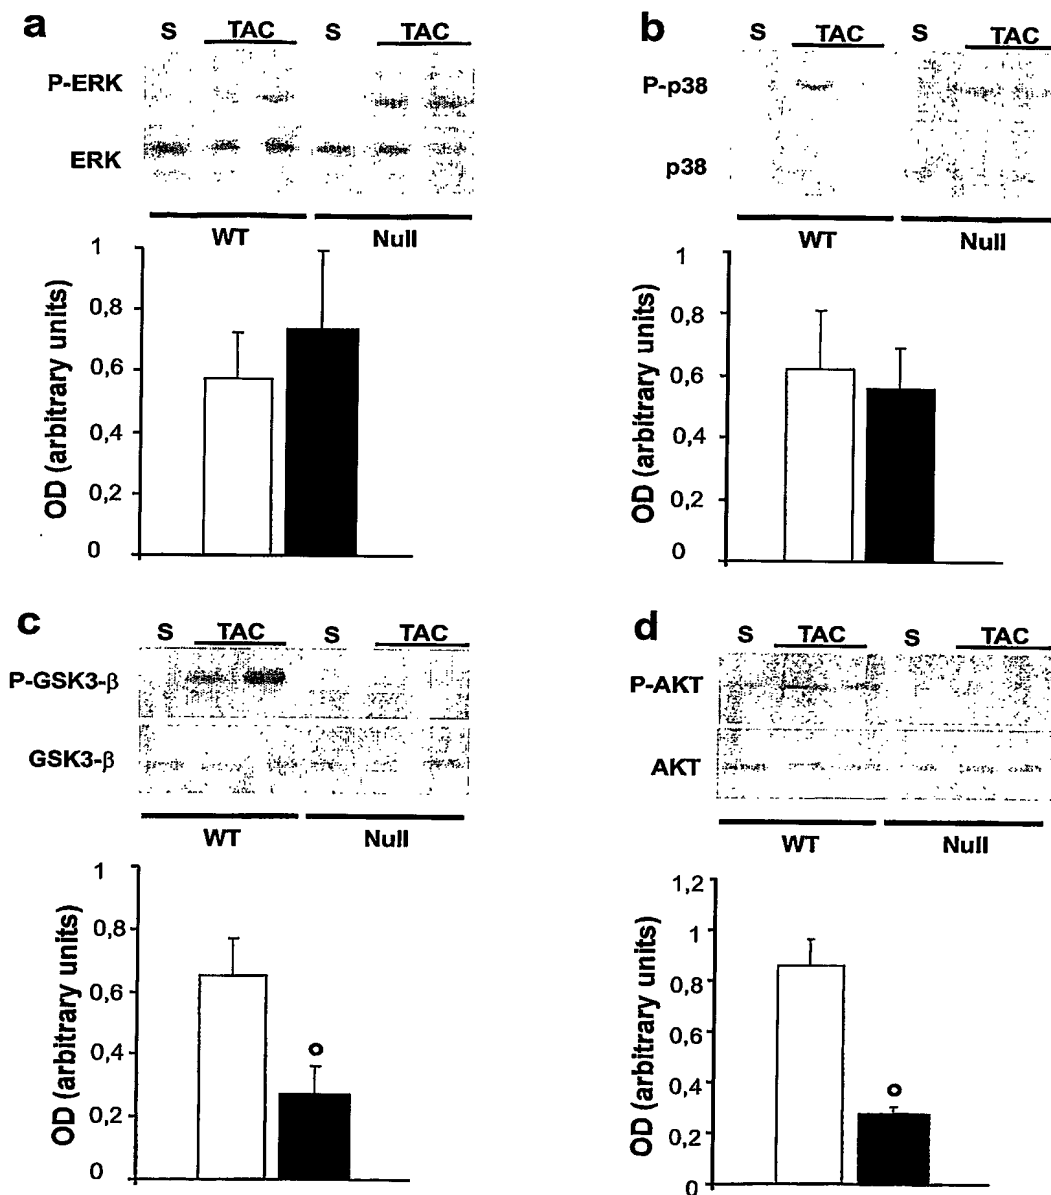 a
S TAC S TAC
P-ERK
ERK
WT Null
OD (arbitrary units)
1
0,8
0,6
0,4
0,2
0
b
S TAC S TAC
P-p38
p38
WT Null
OD (arbitrary units)
1
0,8
0,6
0,4
0,2
0
c
S TAC S TAC
P-GSK3-β
GSK3-β
WT Null
OD (arbitrary units)
1
0,8
0,6
0,4
0,2
0
d
S TAC S TAC
P-AKT
AKT
WT Null
OD (arbitrary units)
1,2
1
0,8
0,6
0,4
0,2
0